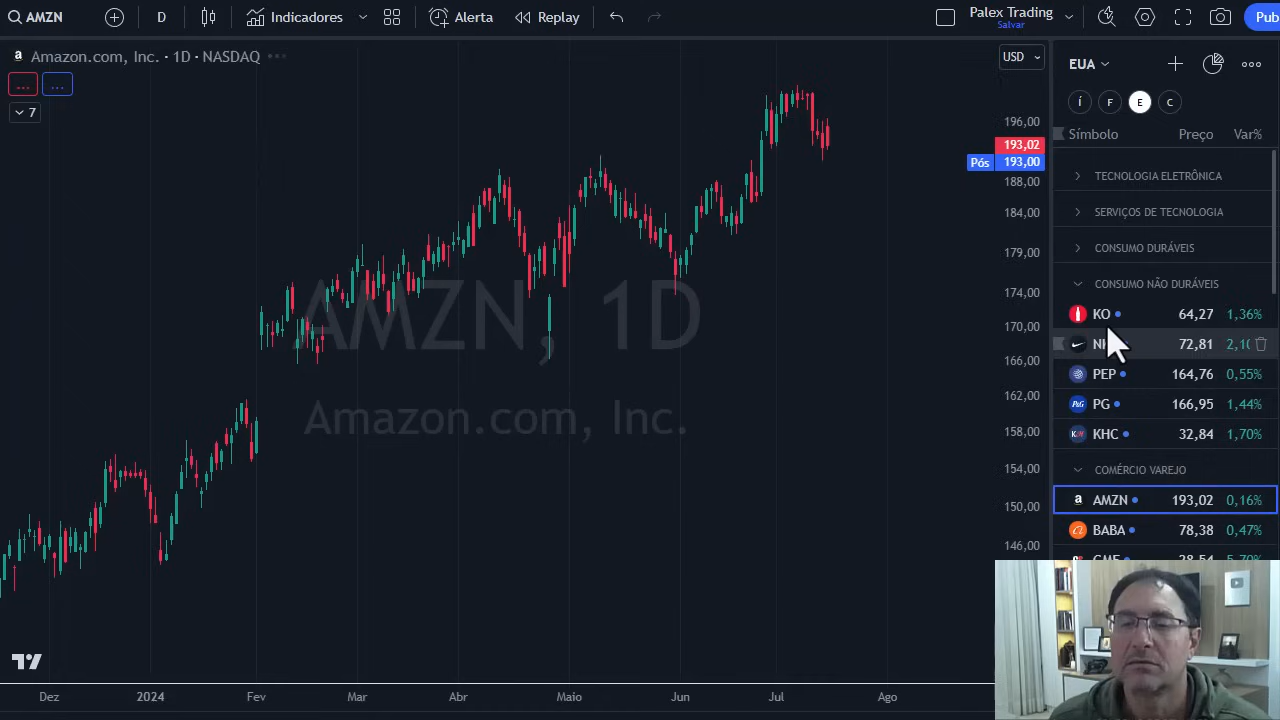 AMZN
D
Indicadores
Alerta
Replay
Palex Trading
Salvar
Pub
Amazon.com, Inc. · 1D · NASDAQ
...
...
7
USD
196,00
193,02
Pós 193,00
188,00
184,00
179,00
174,00
170,00
166,00
162,00
158,00
154,00
150,00
146,00
AMZN, 1D
Amazon.com, Inc.
Dez 2024 Fev Mar Abr Maio Jun Jul Ago
EUA
F E C
Símbolo Preço Var%
TECNOLOGIA ELETRÔNICA
SERVIÇOS DE TECNOLOGIA
CONSUMO DURÁVEIS
CONSUMO NÃO DURÁVEIS
KO 64,27 1,36%
72,81
PEP 164,76 0,55%
P&G PG 166,95 1,44%
KHC 32,84 1,70%
COMÉRCIO VAREJO
a AMZN 193,02 0,16%
BABA 78,38 0,47%